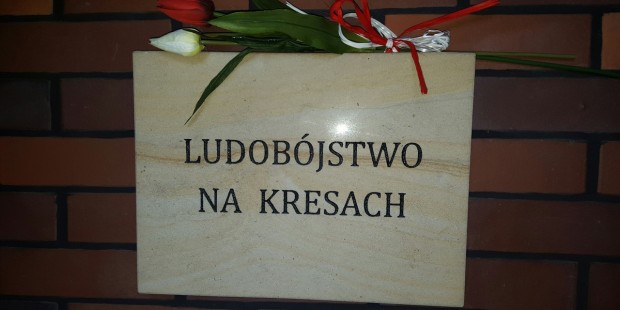 LUDOBÓJSTWO
NA KRESACH